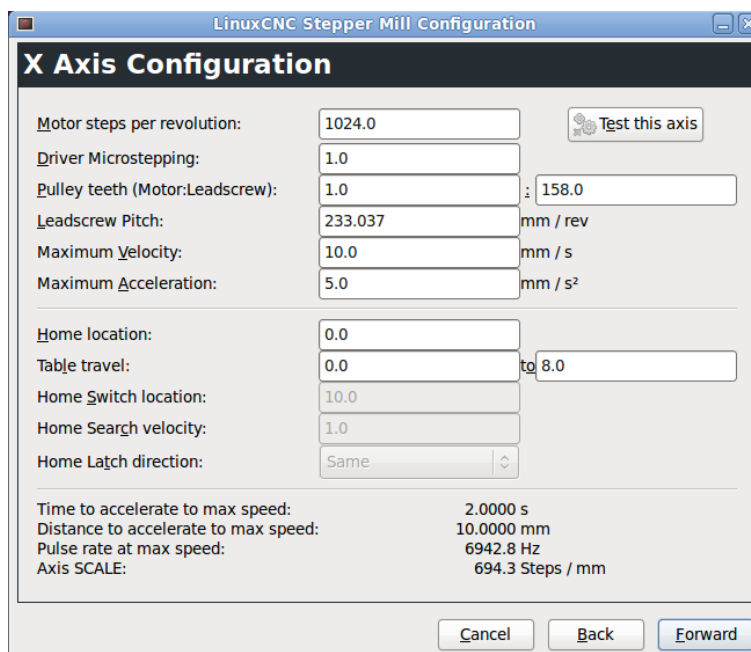 LinuxCNC Stepper Mill Configuration
X Axis Configuration
Motor steps per revolution: 1024.0 Test this axis
Driver Microstepping: 1.0
Pulley teeth (Motor:Leadscrew): 1.0 : 158.0
Leadscrew Pitch: 233.037 mm / rev
Maximum Velocity: 10.0 mm / s
Maximum Acceleration: 5.0 mm / s²
Home location: 0.0
Table travel: 0.0 to 8.0
Home Switch location: 10.0
Home Search velocity: 1.0
Home Latch direction: Same
Time to accelerate to max speed: 2.0000 s
Distance to accelerate to max speed: 10.0000 mm
Pulse rate at max speed: 6942.8 Hz
Axis SCALE: 694.3 Steps / mm
Cancel Back Forward